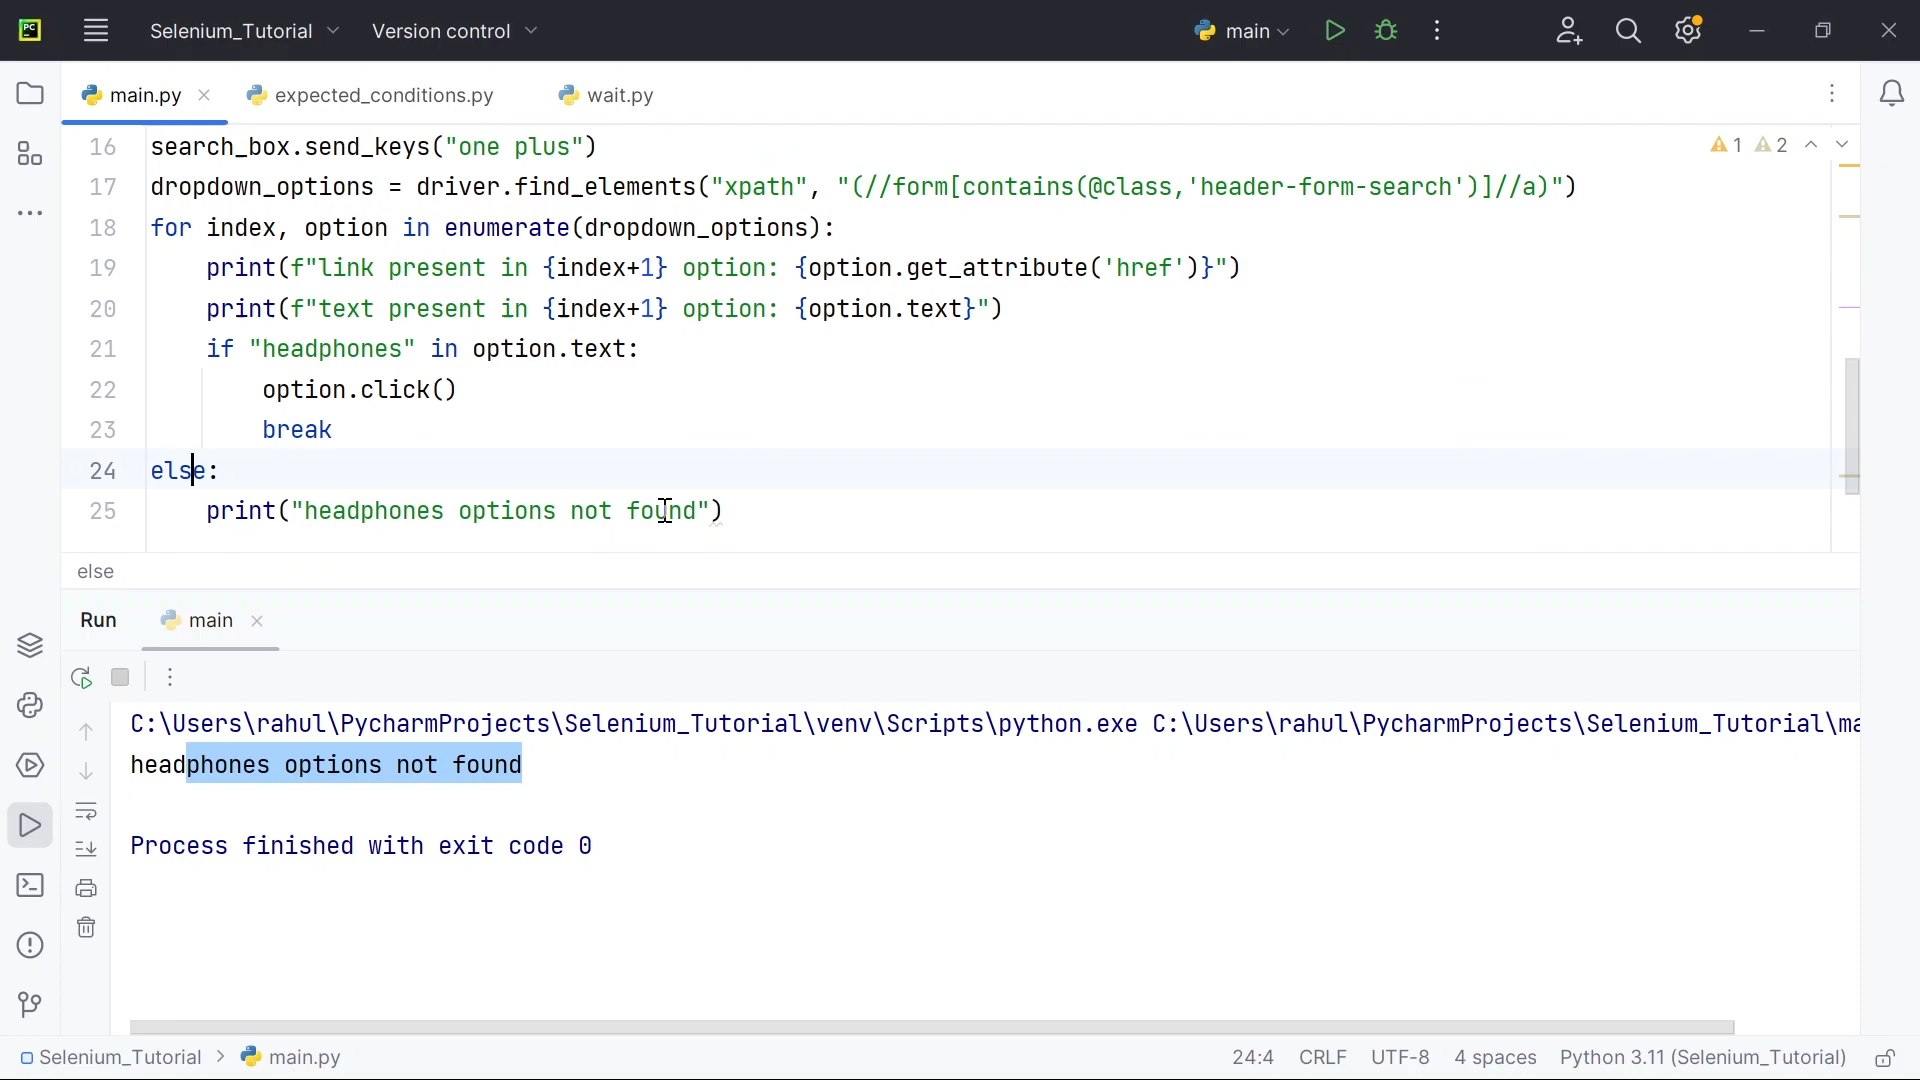 PC Selenium_Tutorial Version control main
main.py expected_conditions.py wait.py
16 search_box.send_keys("one plus") 1 2
17 dropdown_options = driver.find_elements("xpath", "(//form[contains(@class,'header-form-search')]//a)")
18 for index, option in enumerate(dropdown_options):
19 print(f"link present in {index+1} option: {option.get_attribute('href')}")
20 print(f"text present in {index+1} option: {option.text}")
21 if "headphones" in option.text:
22 option.click()
23 break
24 else:
25 print("headphones options not found")
else
Run main
C:\Users\rahul\PycharmProjects\Selenium_Tutorial\venv\Scripts\python.exe C:\Users\rahul\PycharmProjects\Selenium_Tutorial\ma
headphones options not found
Process finished with exit code 0
Selenium_Tutorial > main.py 24:4 CRLF UTF-8 4 spaces Python 3.11 (Selenium_Tutorial)